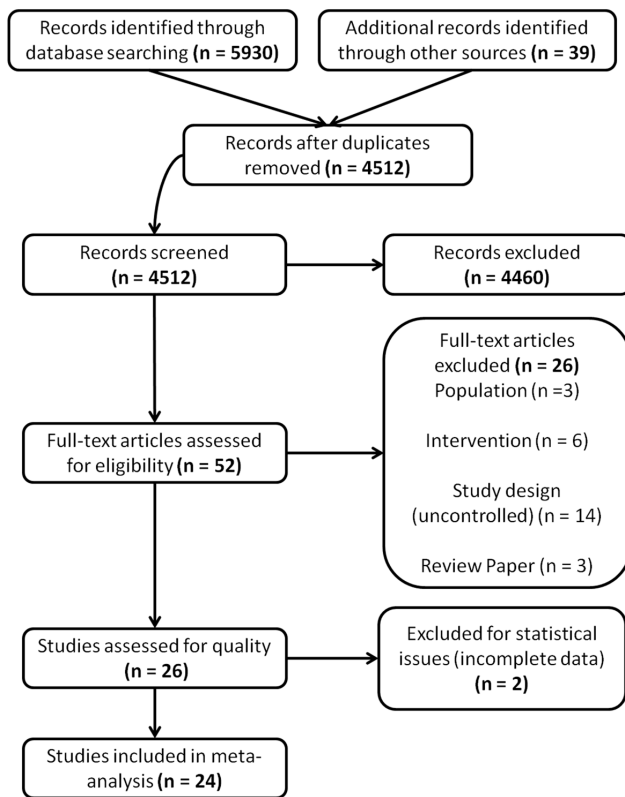 Records identified through
database searching (n = 5930)
Additional records identified
through other sources (n = 39)
Records after duplicates
removed (n = 4512)
Records screened
(n = 4512)
Records excluded
(n = 4460)
Full-text articles
excluded (n = 26)
Population (n =3)
Intervention (n = 6)
Study design
(uncontrolled) (n = 14)
Review Paper (n = 3)
Full-text articles assessed
for eligibility (n = 52)
Studies assessed for quality
(n = 26)
Excluded for statistical
issues (incomplete data)
(n = 2)
Studies included in meta-
analysis (n = 24)